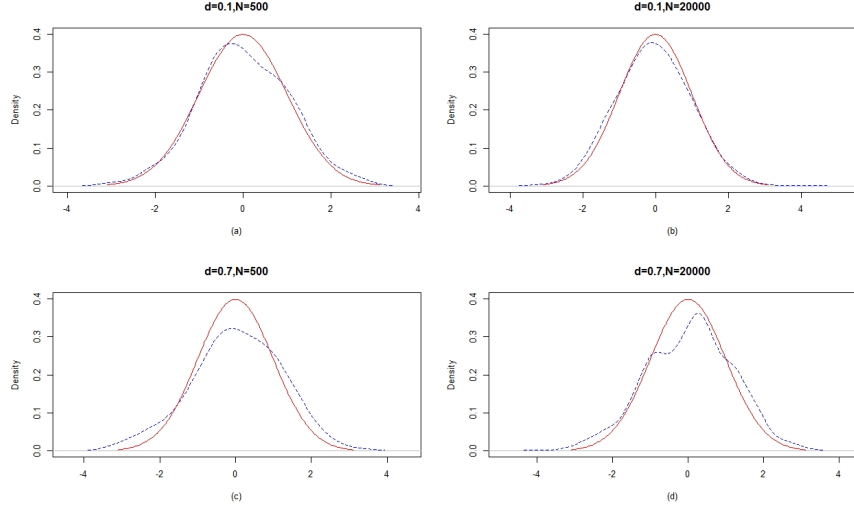 d=0.1,N=500
Density
0.0 0.1 0.2 0.3 0.4
-4 -2 0 2 4
(a)
d=0.1,N=20000
Density
0.0 0.1 0.2 0.3 0.4
-4 -2 0 2 4
(b)
d=0.7,N=500
Density
0.0 0.1 0.2 0.3 0.4
-4 -2 0 2 4
(c)
d=0.7,N=20000
Density
0.0 0.1 0.2 0.3 0.4
-4 -2 0 2 4
(d)